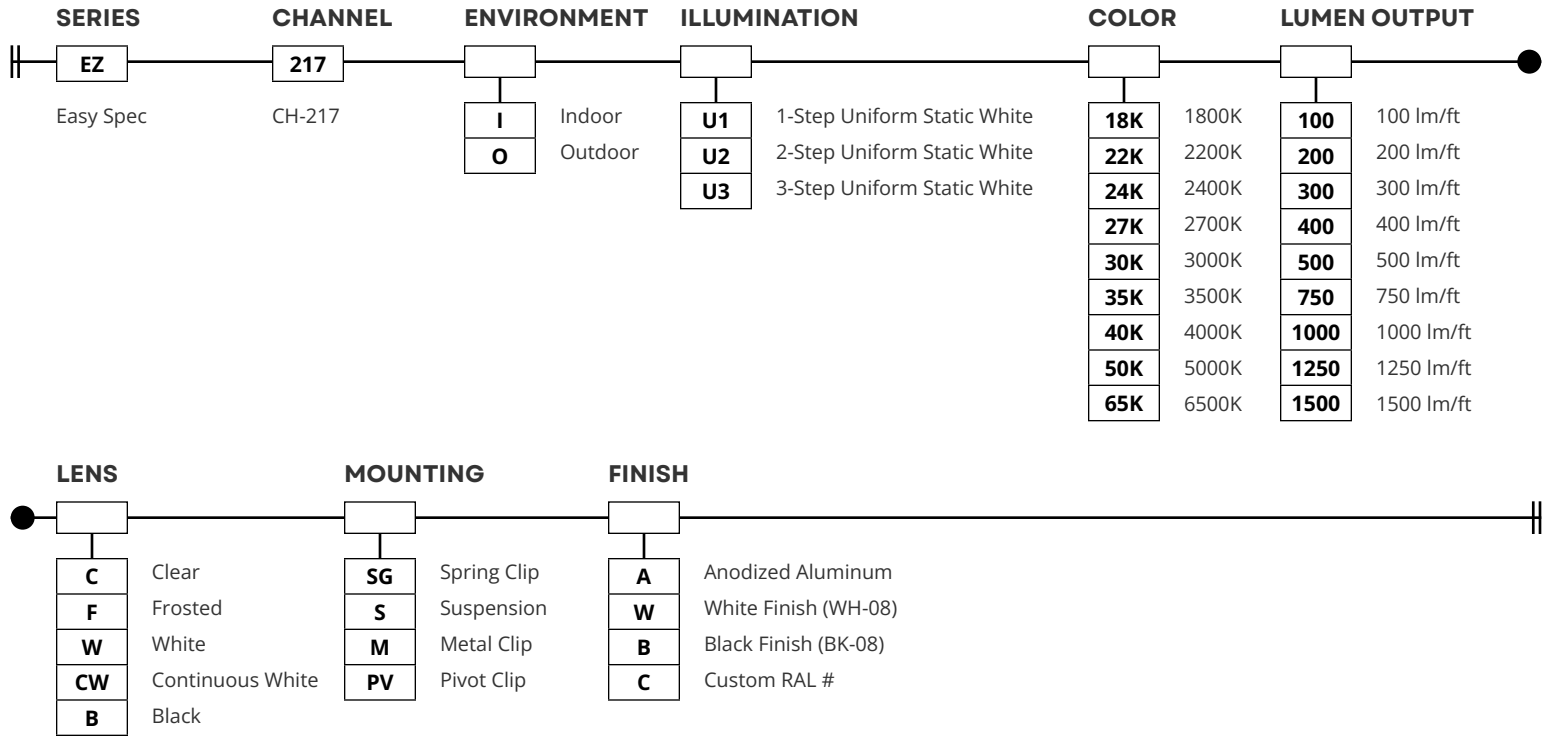 SERIES CHANNEL ENVIRONMENT ILLUMINATION COLOR LUMEN OUTPUT
EZ 217
Easy Spec CH-217 I Indoor U1 1-Step Uniform Static White 18K 1800K 100 100 lm/ft
O Outdoor U2 2-Step Uniform Static White 22K 2200K 200 200 lm/ft
U3 3-Step Uniform Static White 24K 2400K 300 300 lm/ft
27K 2700K 400 400 lm/ft
30K 3000K 500 500 lm/ft
35K 3500K 750 750 lm/ft
40K 4000K 1000 1000 lm/ft
50K 5000K 1250 1250 lm/ft
65K 6500K 1500 1500 lm/ft
LENS MOUNTING FINISH
C Clear SG Spring Clip A Anodized Aluminum
F Frosted S Suspension W White Finish (WH-08)
W White M Metal Clip B Black Finish (BK-08)
CW Continuous White PV Pivot Clip C Custom RAL #
B Black